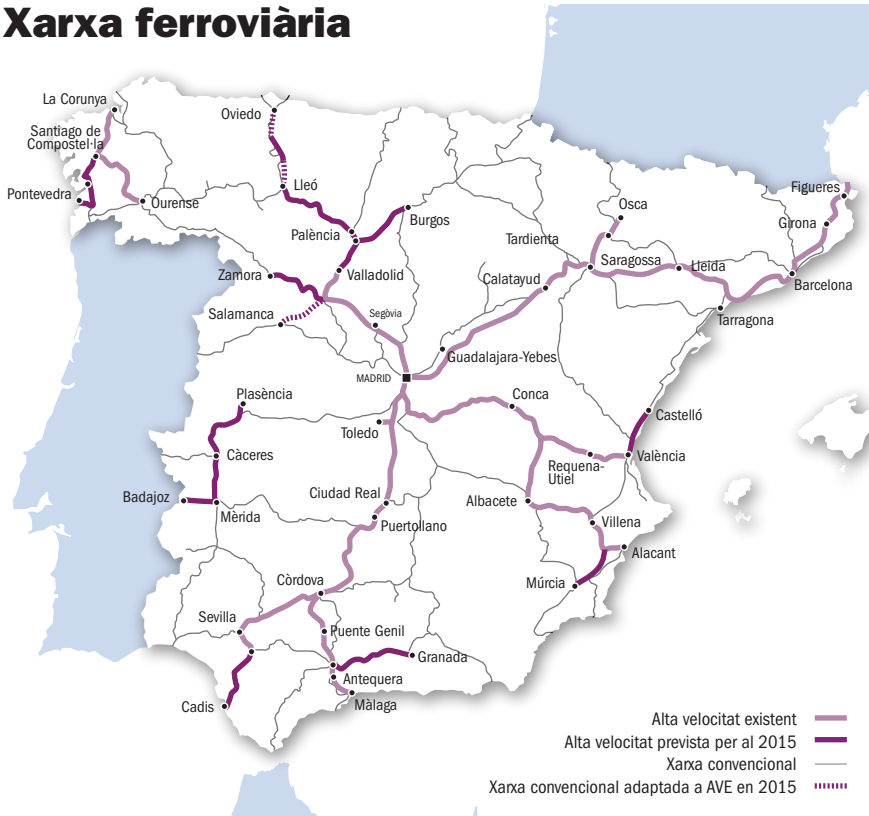 Xarxa ferroviària
La Corunya
Santiago de
Compostel·la
Pontevedra
Ourense
Oviedo
Lleó
Palència
Burgos
Zamora
Valladolid
Salamanca
Segòvia
MADRID
Guadalajara-Yebes
Calatayud
Tardienta
Osca
Saragossa
Lleida
Figueres
Girona
Barcelona
Tarragona
Plasència
Toledo
Conca
Castelló
Càceres
Requena-
Utiel
València
Badajoz
Mèrida
Ciudad Real
Albacete
Puertollano
Villena
Alacant
Múrcia
Còrdova
Sevilla
Puente Genil
Granada
Antequera
Cadis
Màlaga
Alta velocitat existent
Alta velocitat prevista per al 2015
Xarxa convencional
Xarxa convencional adaptada a AVE en 2015